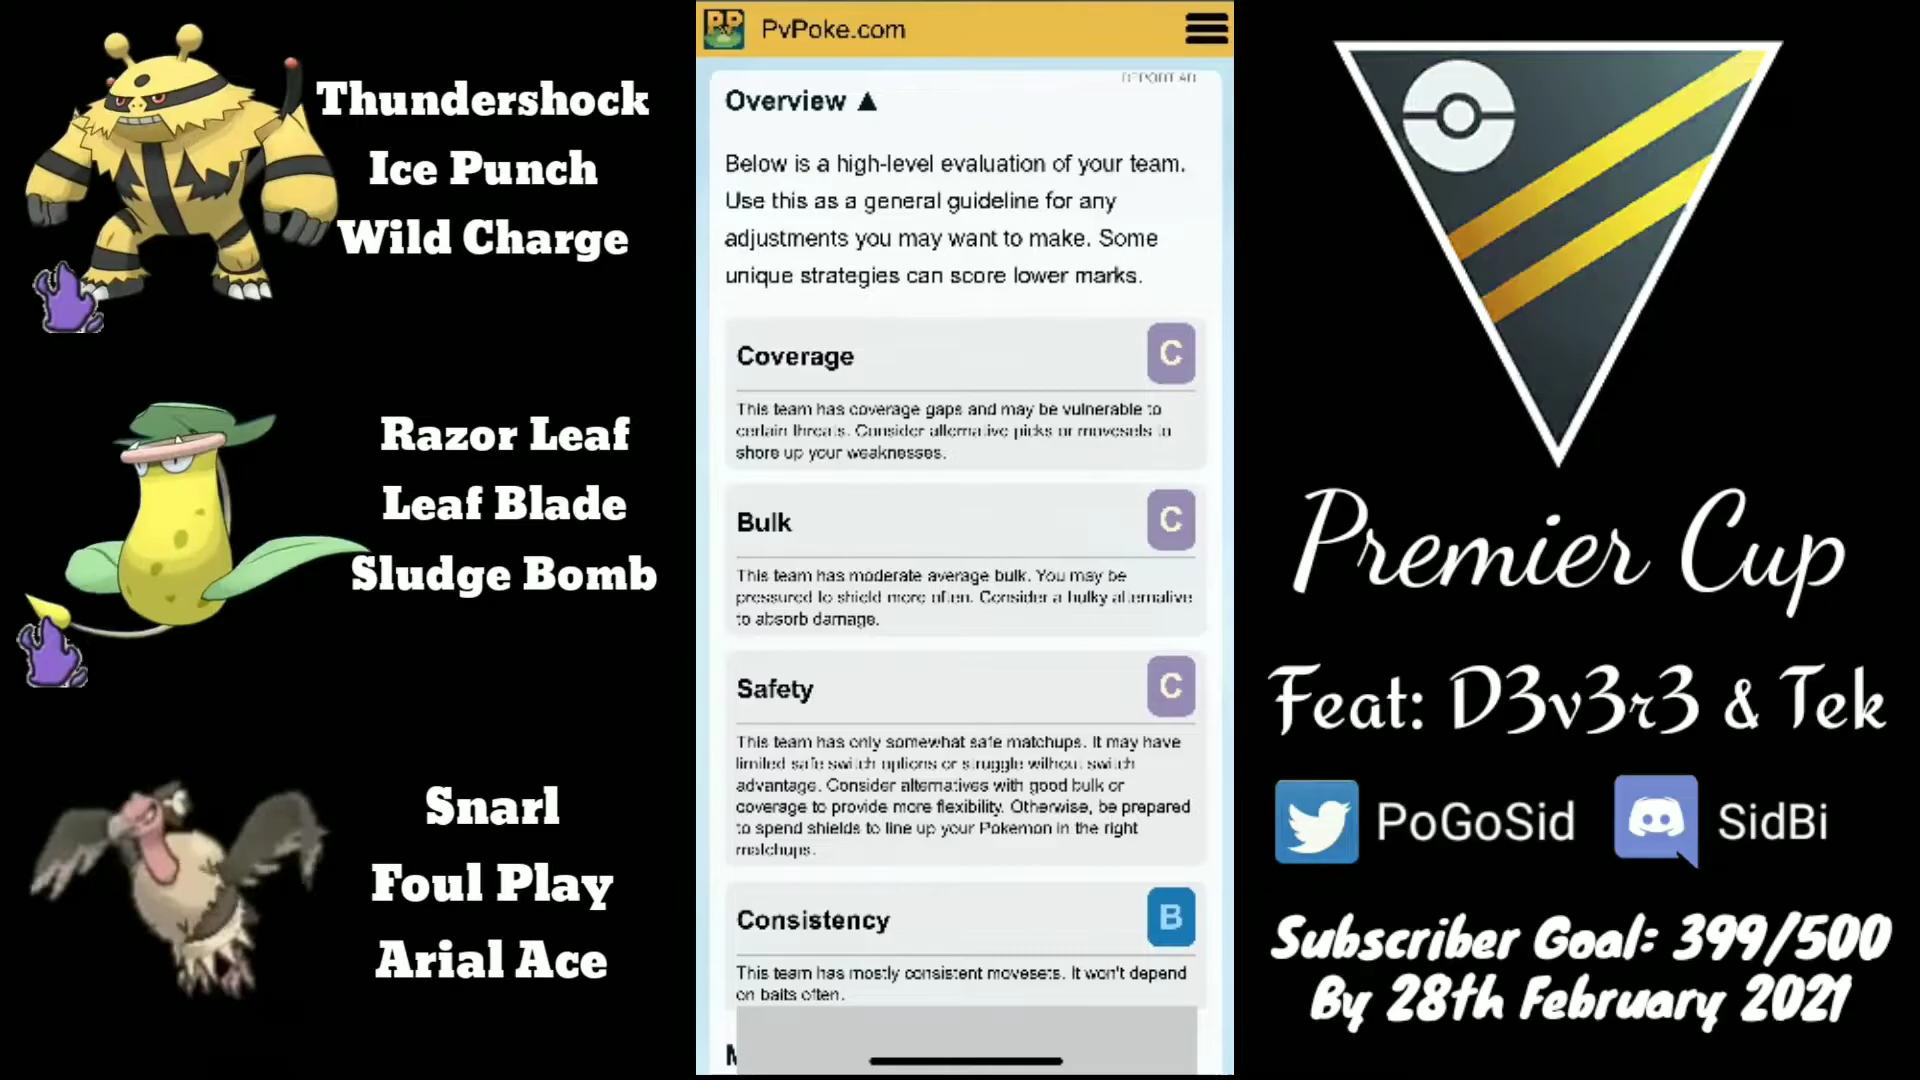 Thundershock
Ice Punch
Wild Charge
Razor Leaf
Leaf Blade
Sludge Bomb
Snarl
Foul Play
Arial Ace
PP
PvPoke.com
REPORT AD
Overview ▲
Below is a high-level evaluation of your team.
Use this as a general guideline for any
adjustments you may want to make. Some
unique strategies can score lower marks.
Coverage
C
This team has coverage gaps and may be vulnerable to
certain threats. Consider alternative picks or movesets to
shore up your weaknesses.
Bulk
C
This team has moderate average bulk. You may be
pressured to shield more often. Consider a bulky alternative
to absorb damage.
Safety
C
This team has only somewhat safe matchups. It may have
limited safe switch options or struggle without switch
advantage. Consider alternatives with good bulk or
coverage to provide more flexibility. Otherwise, be prepared
to spend shields to line up your Pokemon in the right
matchups.
Consistency
B
This team has mostly consistent movesets. It won't depend
on baits often.
Premier Cup
Feat: D3v3r3 & Tek
PoGoSid
SidBi
Subscriber Goal: 399/500
By 28th February 2021